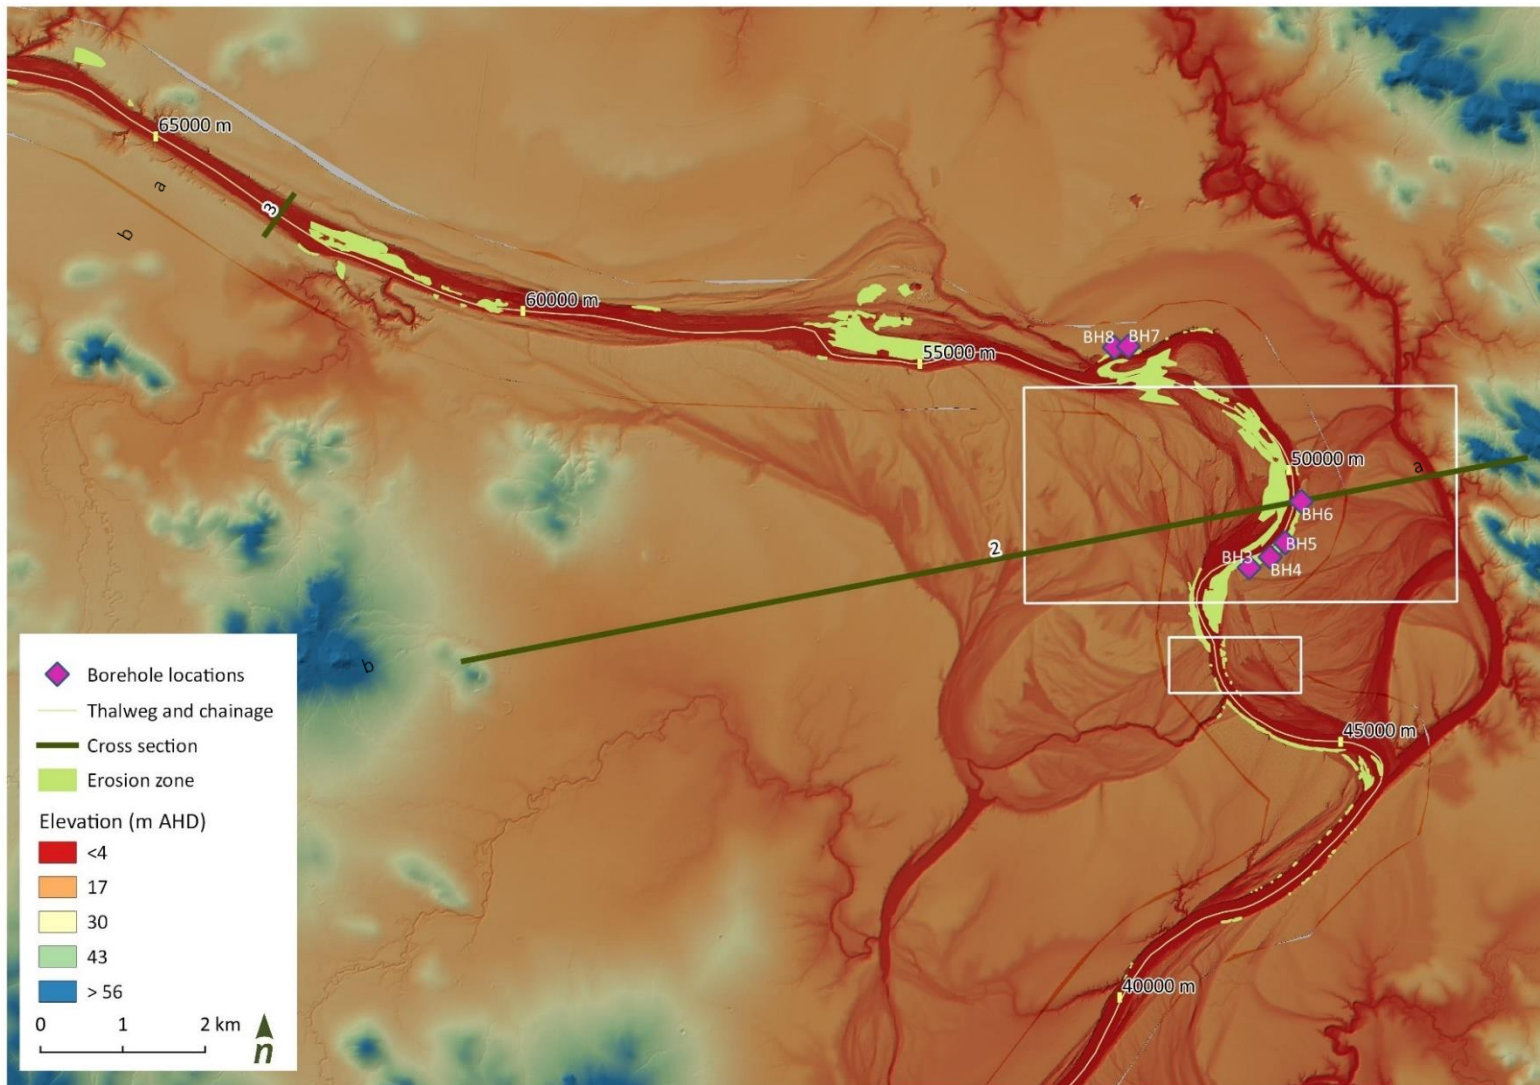 65000 m
a
3
b
60000 m
55000 m
BH8
BH7
50000 m
a
BH6
2
BH5
BH3
BH4
b
45000 m
40000 m
Borehole locations
Thalweg and chainage
Cross section
Erosion zone
Elevation (m AHD)
<4
17
30
43
> 56
0 1 2 km
n